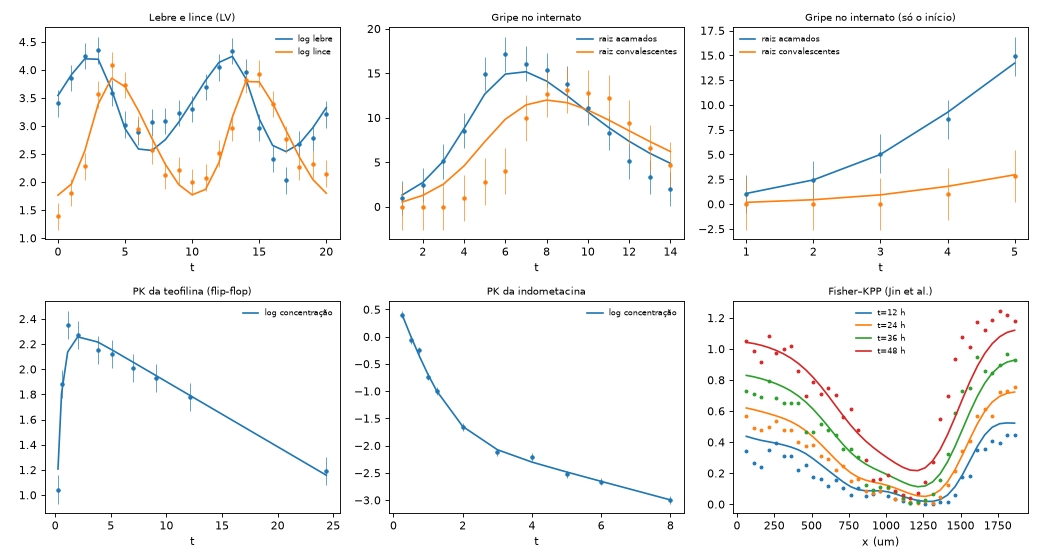 Lebre e lince (LV)
log lebre
log lince
4.5
4.0
3.5
3.0
2.5
2.0
1.5
1.0
0 5 10 15 20
t
Gripe no internato
raiz acamados
raiz convalescentes
20
15
10
5
0
2 4 6 8 10 12 14
t
Gripe no internato (só o início)
raiz acamados
raiz convalescentes
17.5
15.0
12.5
10.0
7.5
5.0
2.5
0.0
−2.5
1 2 3 4 5
t
PK da teofilina (flip-flop)
log concentração
2.4
2.2
2.0
1.8
1.6
1.4
1.2
1.0
0 5 10 15 20 25
t
PK da indometacina
log concentração
0.5
0.0
−0.5
−1.0
−1.5
−2.0
−2.5
−3.0
0 2 4 6 8
t
Fisher–KPP (Jin et al.)
t=12 h
t=24 h
t=36 h
t=48 h
1.2
1.0
0.8
0.6
0.4
0.2
0.0
0 250 500 750 1000 1250 1500 1750
x (um)